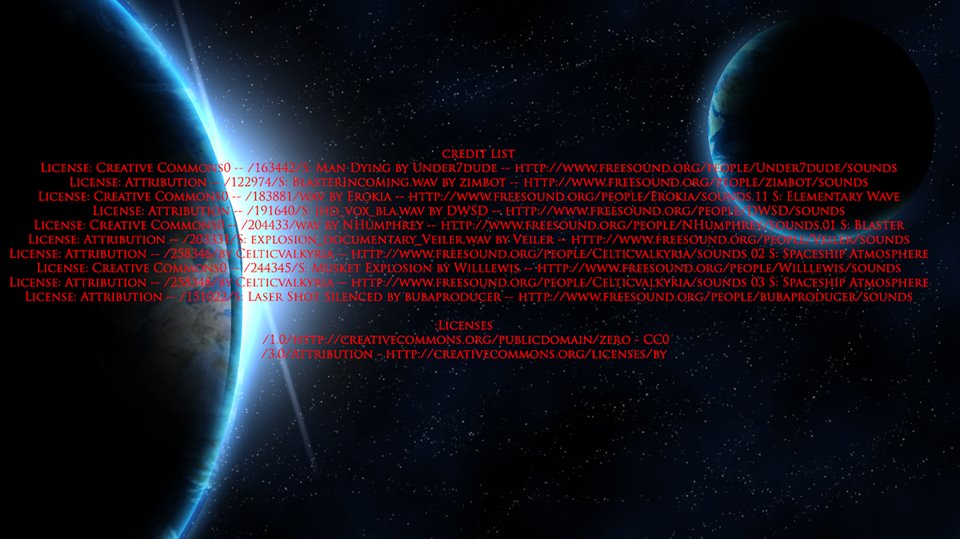 credit list
License: Creative Commons0 -- /163442/S: Man Dying by Under7dude -- http://www.freesound.org/people/Under7dude/sounds
License: Attribution -- /122974/S: BlasterIncoming.wav by zimbot -- http://www.freesound.org/people/zimbot/sounds
License: Creative Commons0 -- /183881/wav by Erokia -- http://www.freesound.org/people/Erokia/sounds 11 S: Elementary Wave
License: Attribution -- /191640/S: vox_bla.wav by DWSD -- http://www.freesound.org/people/DWSD/sounds
License: Creative Commons0 -- /204433/wav by NHumphrey -- http://www.freesound.org/people/NHumphrey/sounds 01 S: Blaster
License: Attribution -- explosion_documentary_Veiler.wav by Veiler -- http://www.freesound.org/people/Veiler/sounds
License: Attribution -- by Celticvalkyria -- http://www.freesound.org/people/Celticvalkyria/sounds 02 S: Spaceship Atmosphere
License: Creative Commons0 -- /244345/S: Musket Explosion by Willlewis -- http://www.freesound.org/people/Willlewis/sounds
License: Attribution -- by Celticvalkyria -- http://www.freesound.org/people/Celticvalkyria/sounds 03 S: Spaceship Atmosphere
License: Attribution -- Laser Shot Silenced by bubaproducer -- http://www.freesound.org/people/bubaproducer/sounds
Licenses
/1.0/http://creativecommons.org/publicdomain/zero - CC0
/3.0/Attribution - http://creativecommons.org/licenses/by